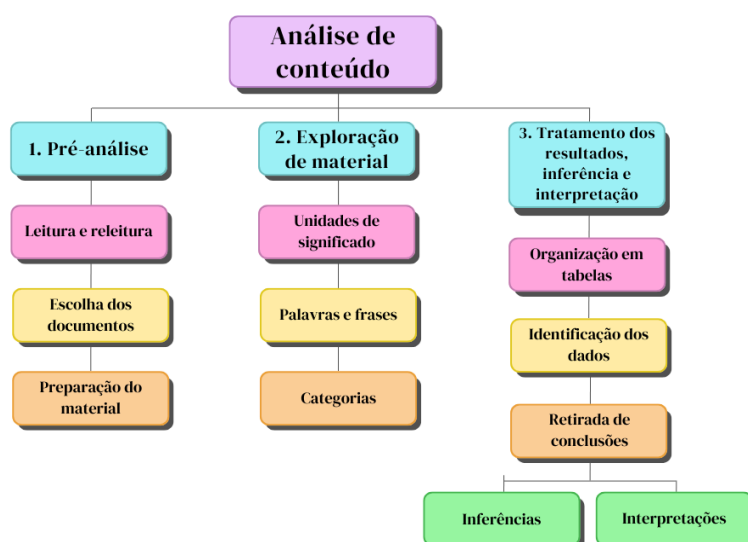 Análise de
conteúdo
1. Pré-análise
Leitura e releitura
Escolha dos
documentos
Preparação do
material
2. Exploração
de material
Unidades de
significado
Palavras e frases
Categorias
3. Tratamento dos
resultados,
inferência e
interpretação
Organização em
tabelas
Identificação dos
dados
Retirada de
conclusões
Inferências
Interpretações